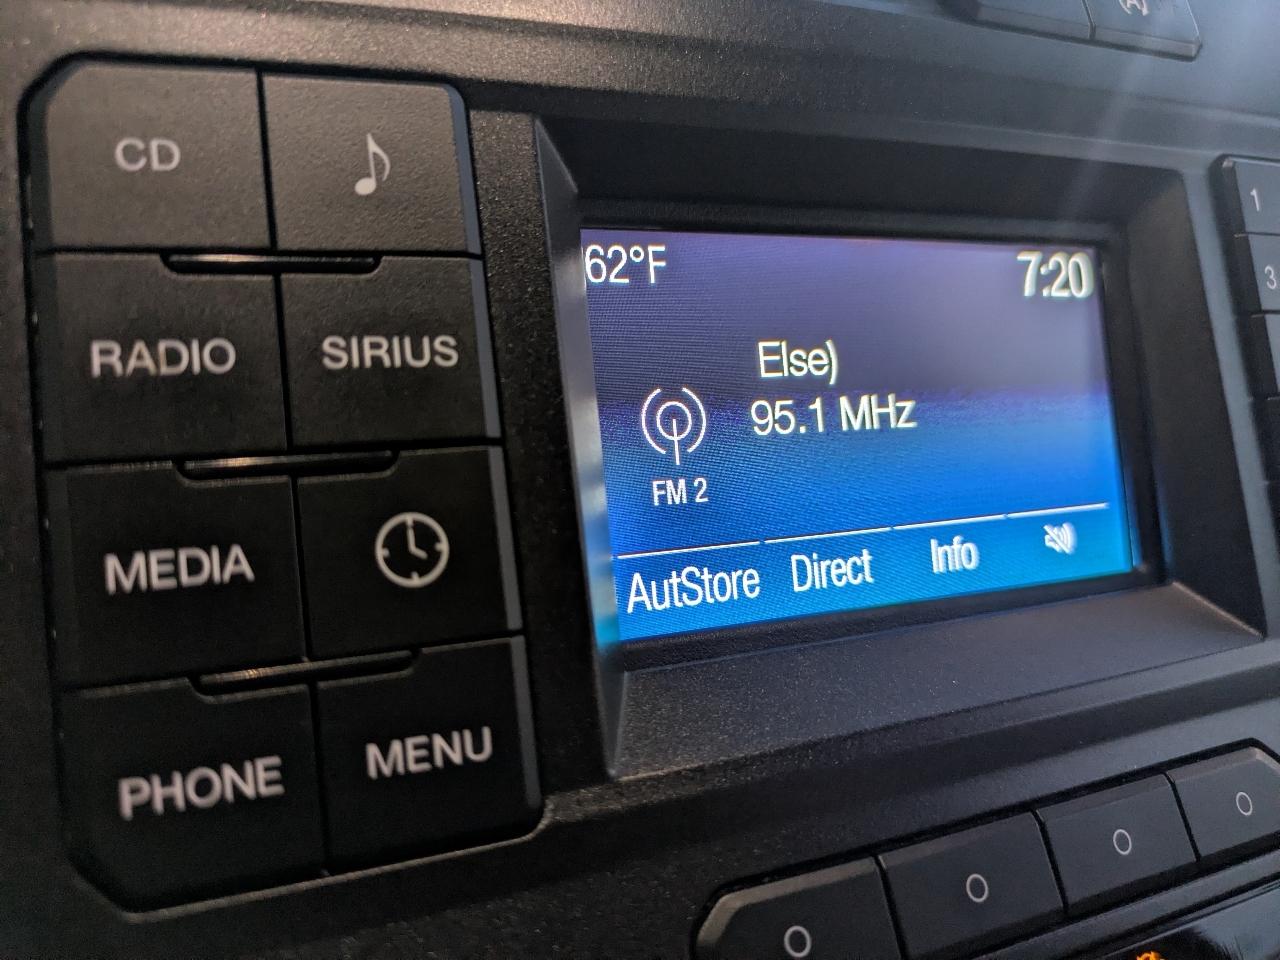 CD
RADIO
SIRIUS
MEDIA
PHONE
MENU
62°F
7:20
Else)
95.1 MHz
FM 2
AutStore
Direct
Info
1
3